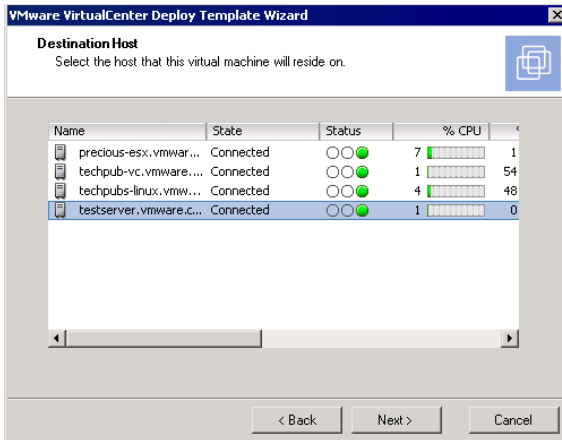 VMware VirtualCenter Deploy Template Wizard
Destination Host
Select the host that this virtual machine will reside on.
Name State Status % CPU
precious-esx.vmwar... Connected 7 1
techpub-vc.vmware.... Connected 1 54
techpubs-linux.vmw... Connected 4 48
testserver.vmware.c... Connected 1 0
< Back Next > Cancel